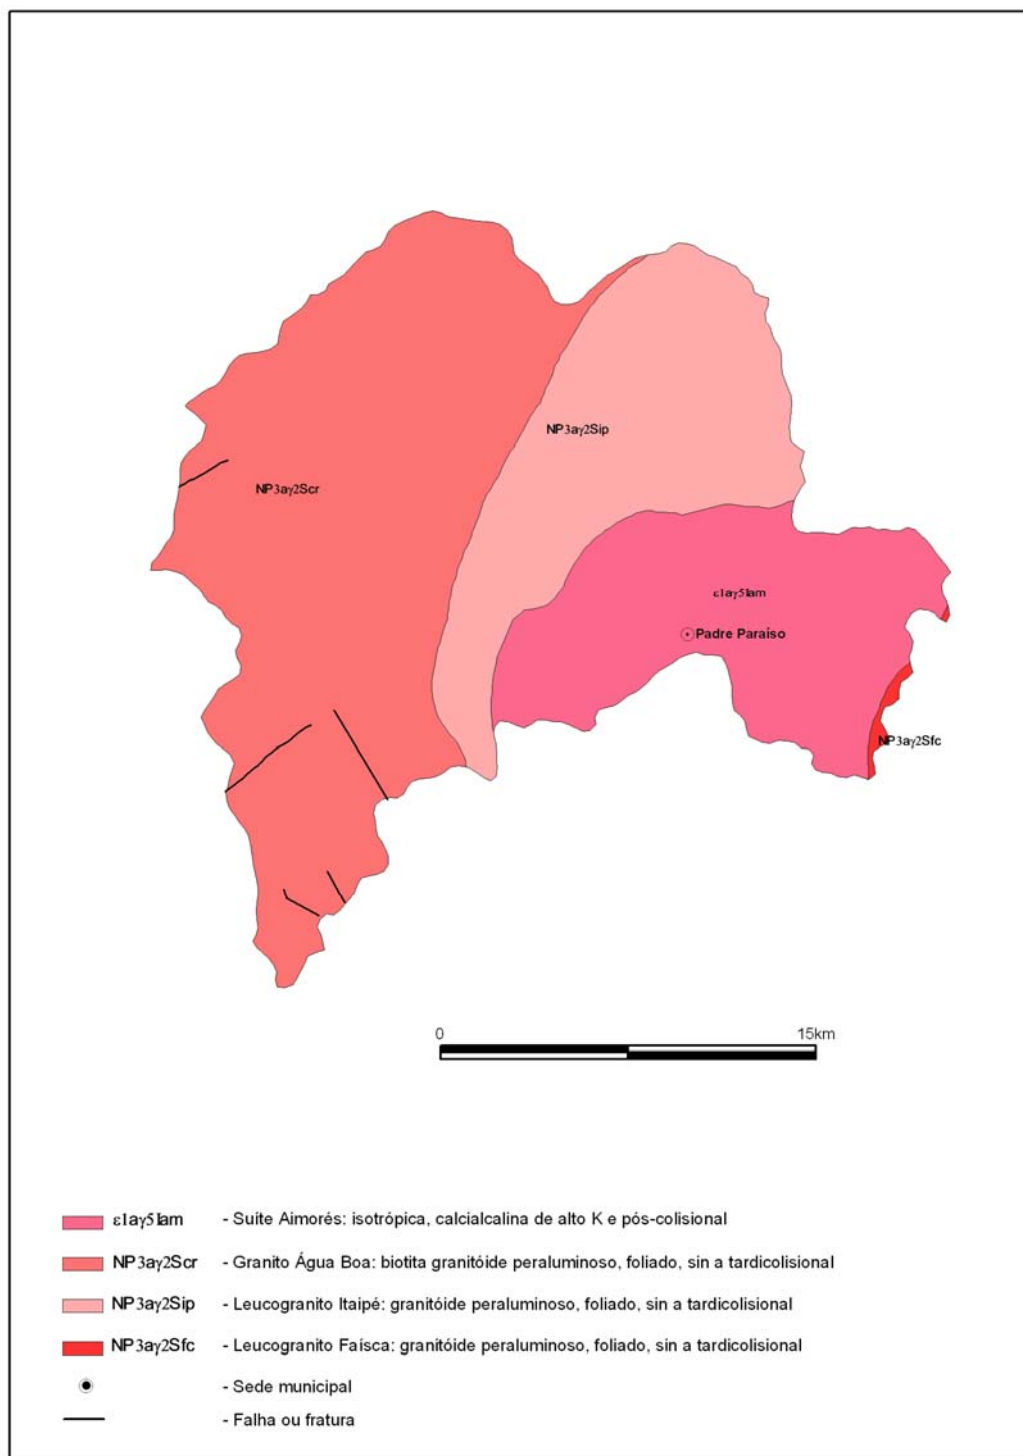 NP3aγ2Sip
NP3aγ2Scr
ε1aγ5Iam
Padre Paraíso
NP3aγ2Sfc
0 15km
ε1aγ5Iam - Suíte Aimorés: isotrópica, calcialcalina de alto K e pós-colisional
NP3aγ2Scr - Granito Água Boa: biotita granitóide peraluminoso, foliado, sin a tardicolisional
NP3aγ2Sip - Leucogranito Itaipé: granitóide peraluminoso, foliado, sin a tardicolisional
NP3aγ2Sfc - Leucogranito Faísca: granitóide peraluminoso, foliado, sin a tardicolisional
- Sede municipal
- Falha ou fratura